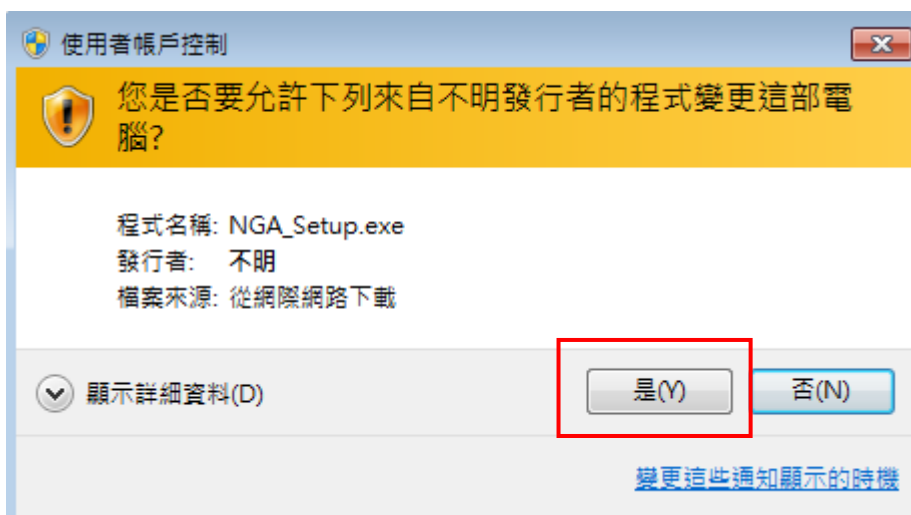 使用者帳戶控制
您是否要允許下列來自不明發行者的程式變更這部電
腦?
程式名稱: NGA_Setup.exe
發行者: 不明
檔案來源: 從網際網路下載
顯示詳細資料(D)
是(Y)
否(N)
變更這些通知顯示的時機